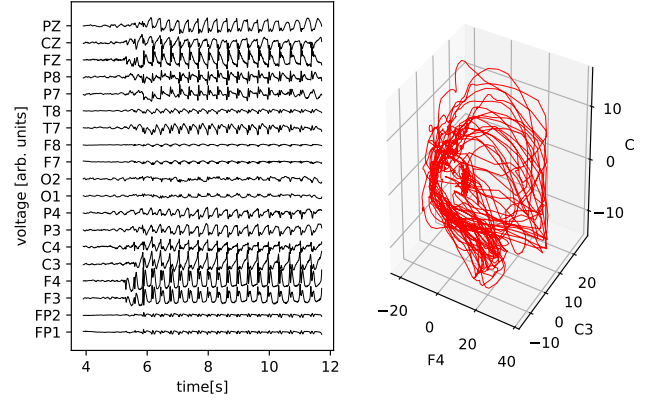 PZ
CZ
FZ
P8
P7
T8
T7
F8
F7
O2
O1
P4
P3
C4
C3
F4
F3
FP2
FP1
voltage [arb. units]
4 6 8 10 12
time[s]
10
0
−10
C
20
10
0
−10
C3
−20 0 20 40
F4